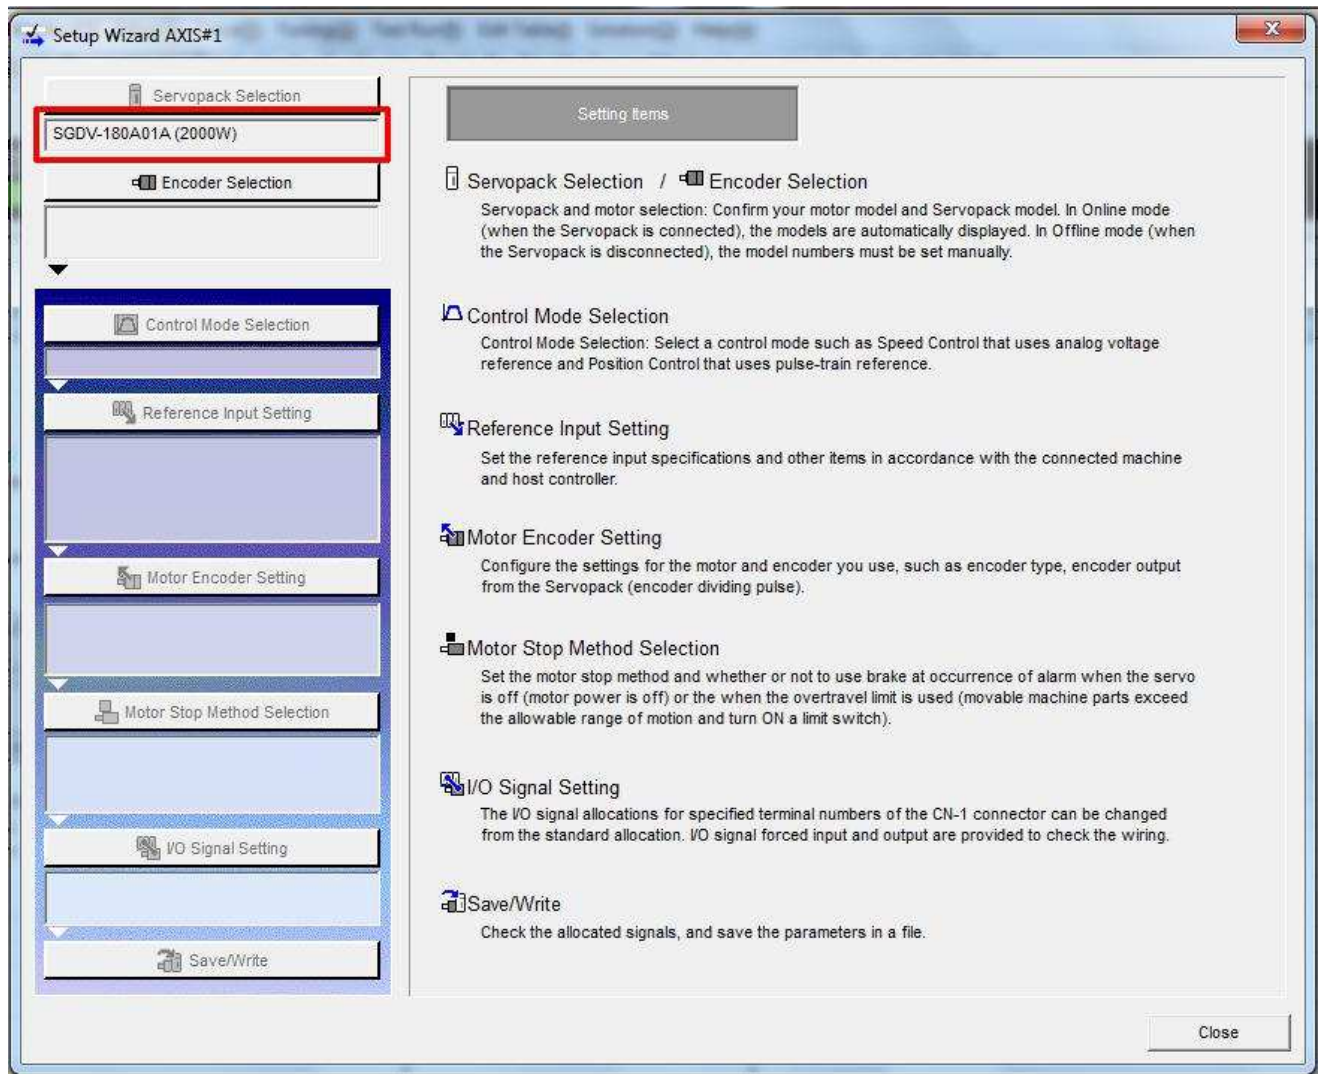 Setup Wizard AXIS#1
Servopack Selection
SGDV-180A01A (2000W)
Encoder Selection
Control Mode Selection
Reference Input Setting
Motor Encoder Setting
Motor Stop Method Selection
I/O Signal Setting
Save/Write
Setting Items
Servopack Selection / Encoder Selection
Servopack and motor selection: Confirm your motor model and Servopack model. In Online mode
(when the Servopack is connected), the models are automatically displayed. In Offline mode (when
the Servopack is disconnected), the model numbers must be set manually.
Control Mode Selection
Control Mode Selection: Select a control mode such as Speed Control that uses analog voltage
reference and Position Control that uses pulse-train reference.
Reference Input Setting
Set the reference input specifications and other items in accordance with the connected machine
and host controller.
Motor Encoder Setting
Configure the settings for the motor and encoder you use, such as encoder type, encoder output
from the Servopack (encoder dividing pulse).
Motor Stop Method Selection
Set the motor stop method and whether or not to use brake at occurrence of alarm when the servo
is off (motor power is off) or the when the overtravel limit is used (movable machine parts exceed
the allowable range of motion and turn ON a limit switch).
I/O Signal Setting
The I/O signal allocations for specified terminal numbers of the CN-1 connector can be changed
from the standard allocation. I/O signal forced input and output are provided to check the wiring.
Save/Write
Check the allocated signals, and save the parameters in a file.
Close